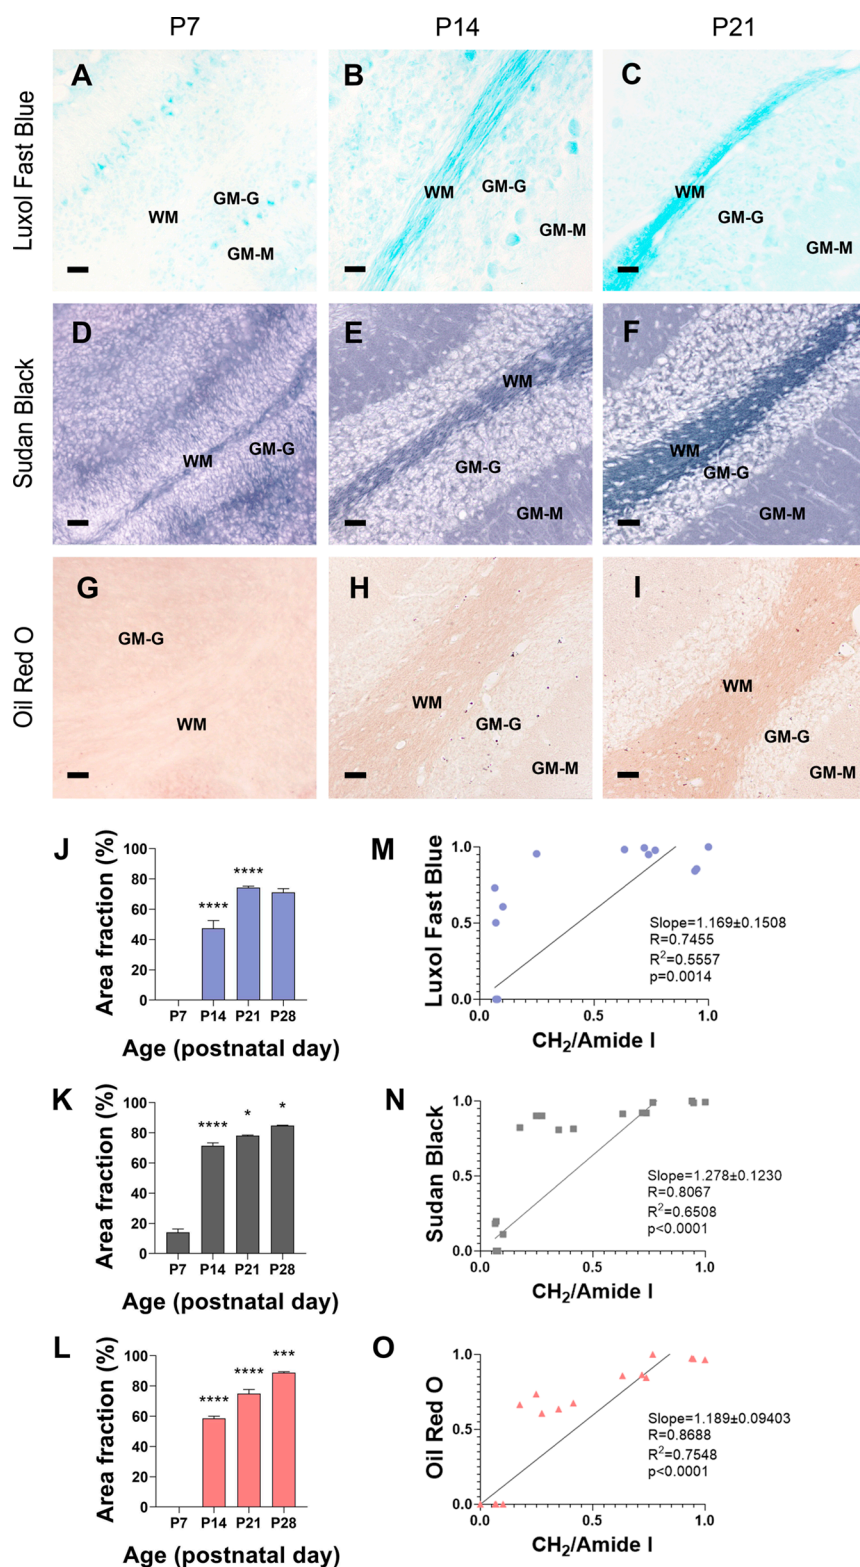 P7 P14 P21
Luxol Fast Blue
A
WM
GM-G
GM-M
B
WM
GM-G
GM-M
C
WM
GM-G
GM-M
Sudan Black
D
WM
GM-G
E
WM
GM-G
GM-M
F
WM
GM-G
GM-M
Oil Red O
G
GM-G
WM
H
WM
GM-G
GM-M
I
WM
GM-G
GM-M
J
Area fraction (%)
100
80
60
40
20
0
****
****
P7 P14 P21 P28
Age (postnatal day)
M
Luxol Fast Blue
1.0
0.5
0.0
Slope=1.169±0.1508
R=0.7455
R²=0.5557
p=0.0014
0.0 0.5 1.0
CH₂/Amide I
K
Area fraction (%)
100
80
60
40
20
0
****
*
*
P7 P14 P21 P28
Age (postnatal day)
N
Sudan Black
1.0
0.5
0.0
Slope=1.278±0.1230
R=0.8067
R²=0.6508
p<0.0001
0.0 0.5 1.0
CH₂/Amide I
L
Area fraction (%)
100
80
60
40
20
0
****
****
***
P7 P14 P21 P28
Age (postnatal day)
O
Oil Red O
1.0
0.5
0.0
Slope=1.189±0.09403
R=0.8688
R²=0.7548
p<0.0001
0.0 0.5 1.0
CH₂/Amide I